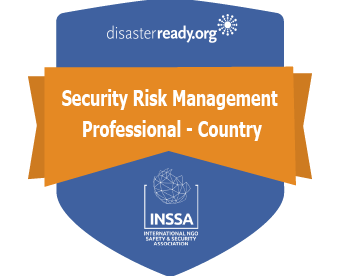 disasterready.org
Security Risk Management
Professional - Country
INSSA
INTERNATIONAL NGO
SAFETY & SECURITY
ASSOCIATION